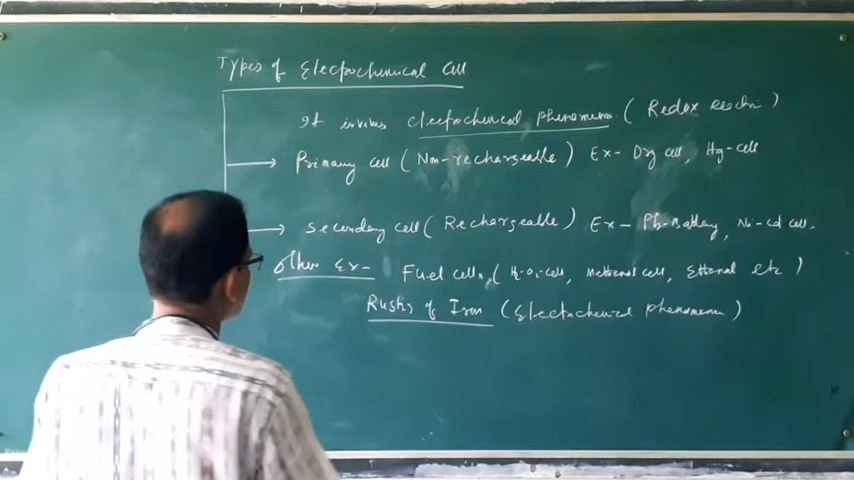 Types of Electrochemical Cell
It involves electrochemical phenomenon (Redox reaction)
Primary cell (Non-rechargeable) Ex- Dry cell, Hg-cell
Secondary cell (Rechargeable) Ex- Pb-Battery, Ni-Cd cell.
Other Ex- Fuel cells, (H₂-O₂-cell, Methanol cell, Ethanol etc)
Rusting of Iron (Electrochemical phenomenon)